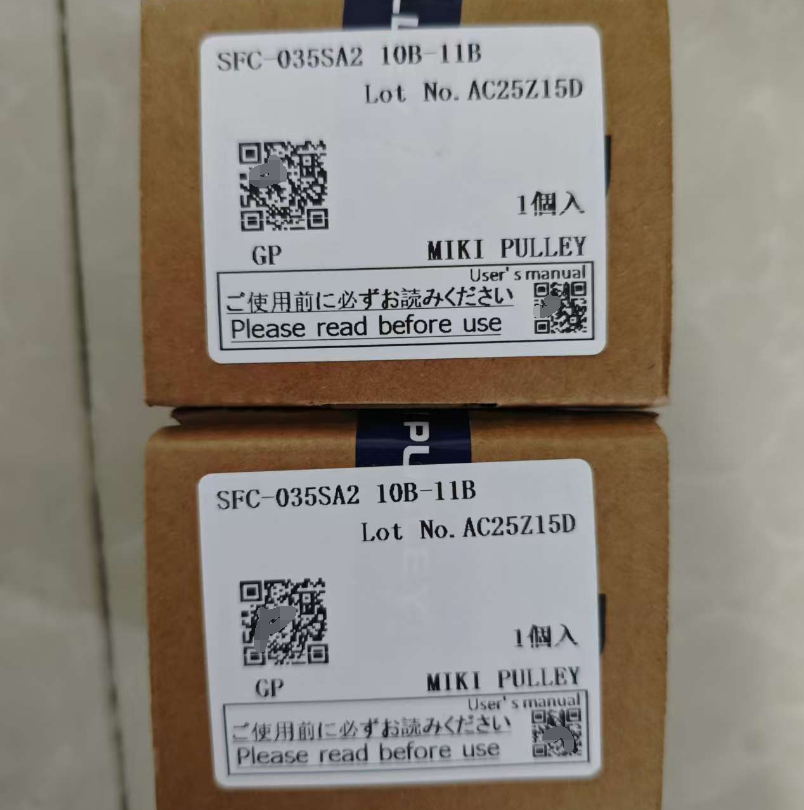 SFC-035SA2 10B-11B
Lot No. AC25Z15D
1個入
GP
MIKI PULLEY
User's manual
ご使用前に必ずお読みください
Please read before use
PU
SFC-035SA2 10B-11B
Lot No. AC25Z15D
1個入
GP
MIKI PULLEY
User's manual
ご使用前に必ずお読みください
Please read before use